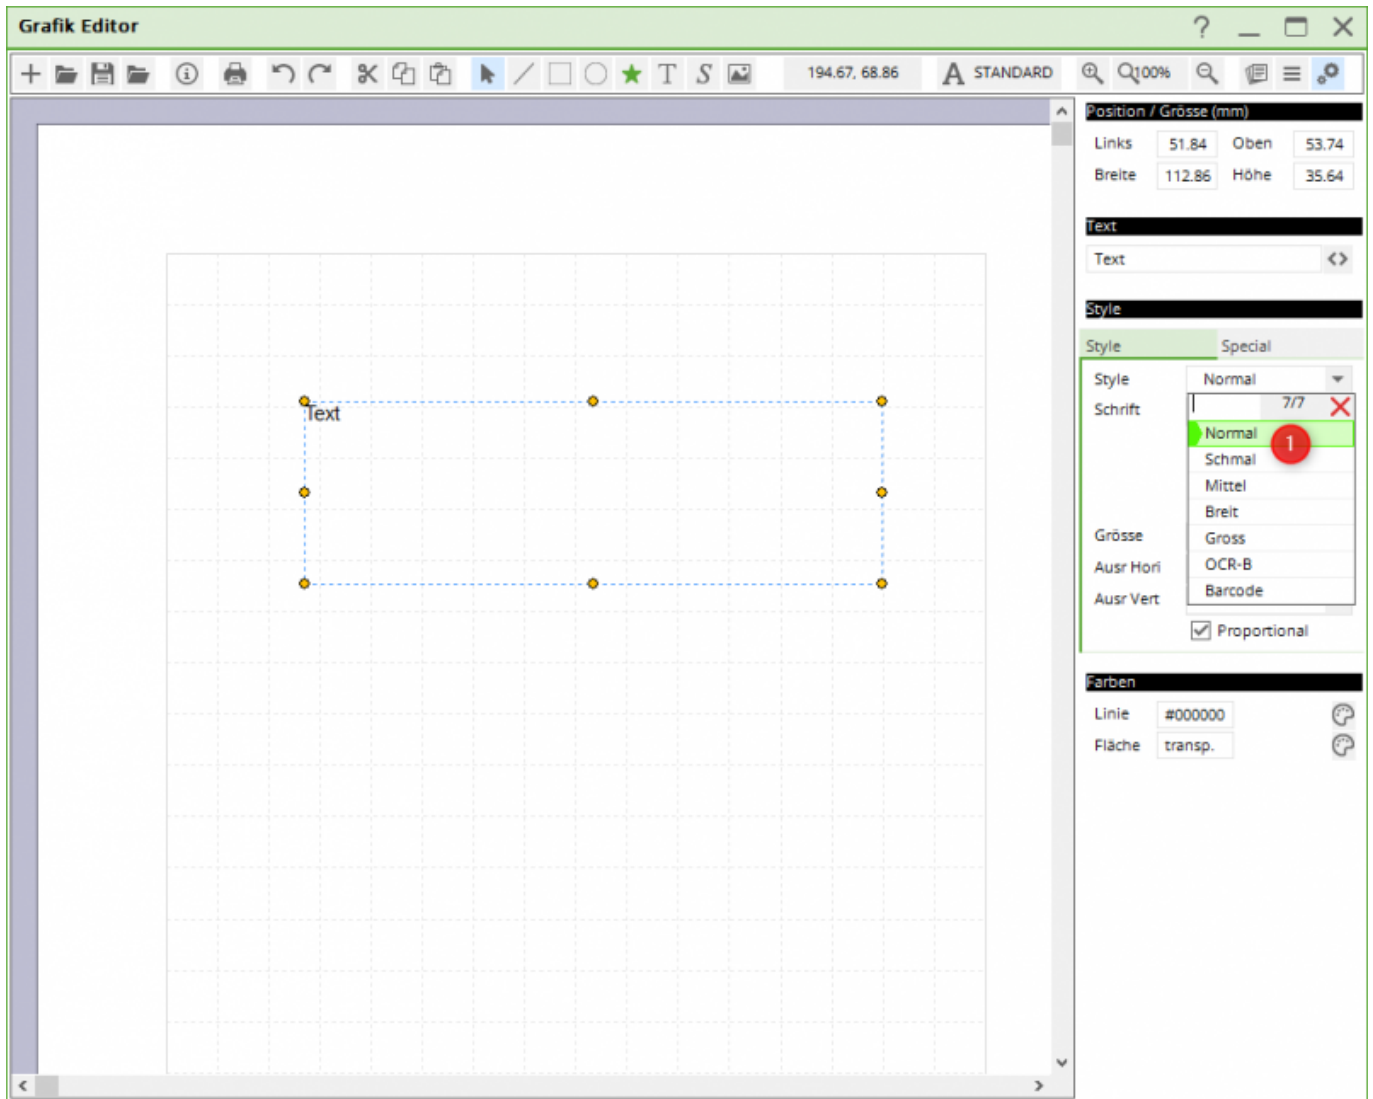 Grafik Editor
194.67, 68.86 A STANDARD 100%
Position / Grösse (mm)
Links 51.84 Oben 53.74
Breite 112.86 Höhe 35.64
Text
Text
Style
Style Special
Style Normal
Schrift 7/7
Normal 1
Schmal
Mittel
Breit
Grösse Gross
Ausr Hori OCR-B
Ausr Vert Barcode
Proportional
Farben
Linie #000000
Fläche transp.
Text